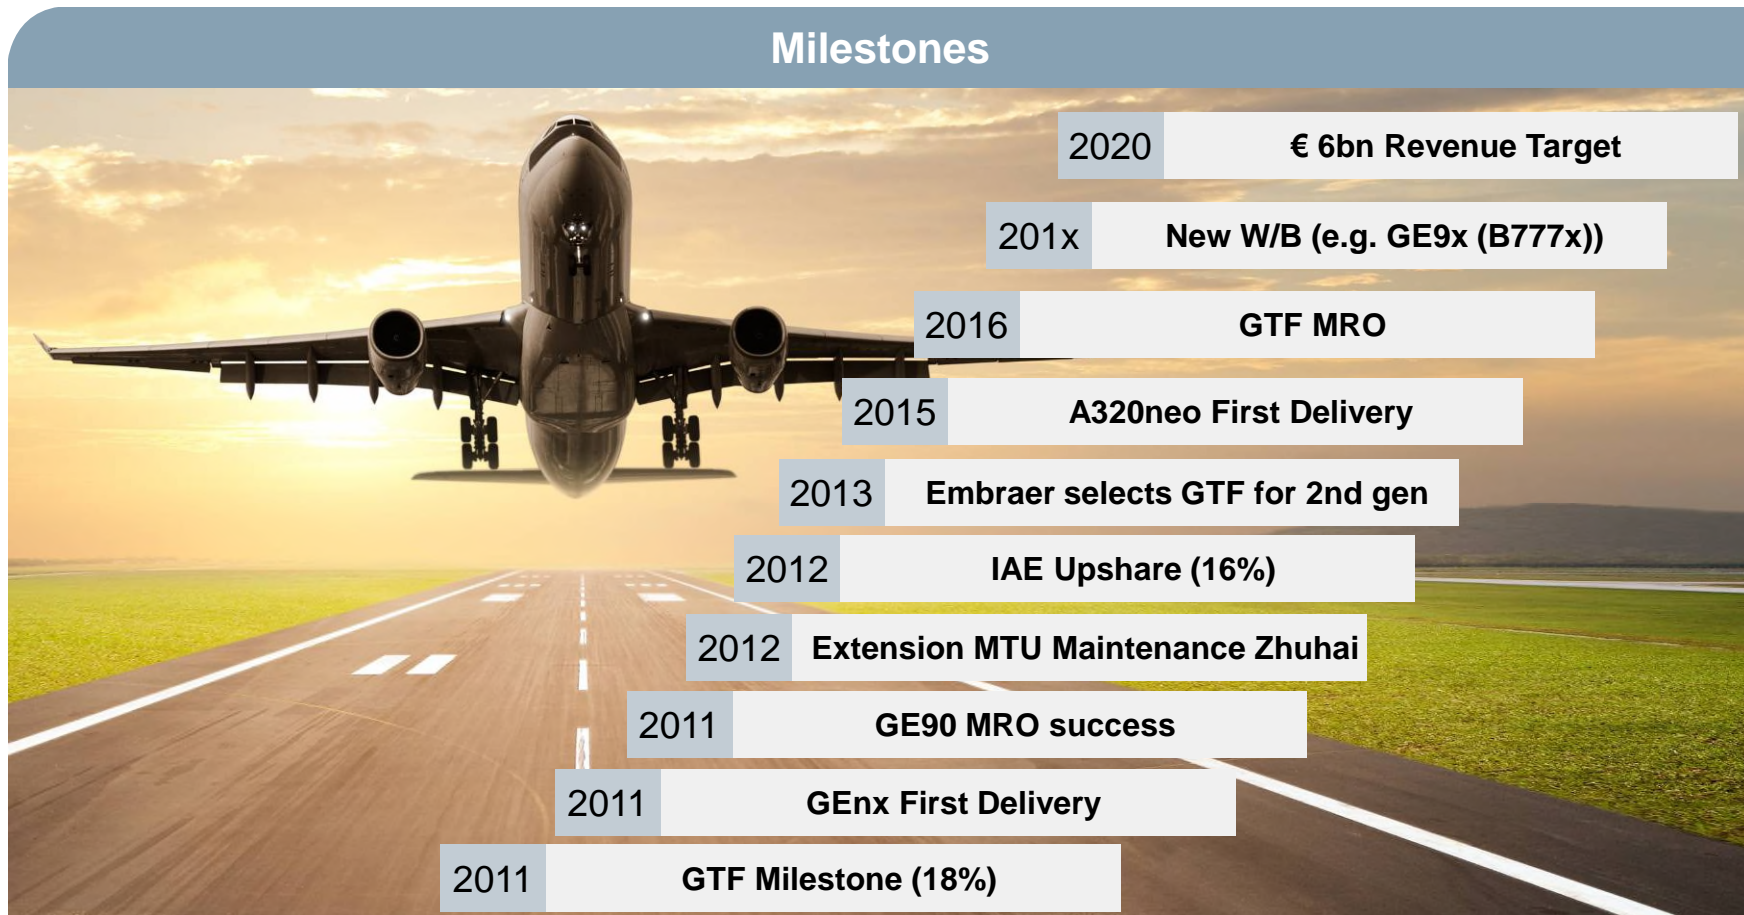 Milestones
2020 € 6bn Revenue Target
201x New W/B (e.g. GE9x (B777x))
2016 GTF MRO
2015 A320neo First Delivery
2013 Embraer selects GTF for 2nd gen
2012 IAE Upshare (16%)
2012 Extension MTU Maintenance Zhuhai
2011 GE90 MRO success
2011 GEnx First Delivery
2011 GTF Milestone (18%)